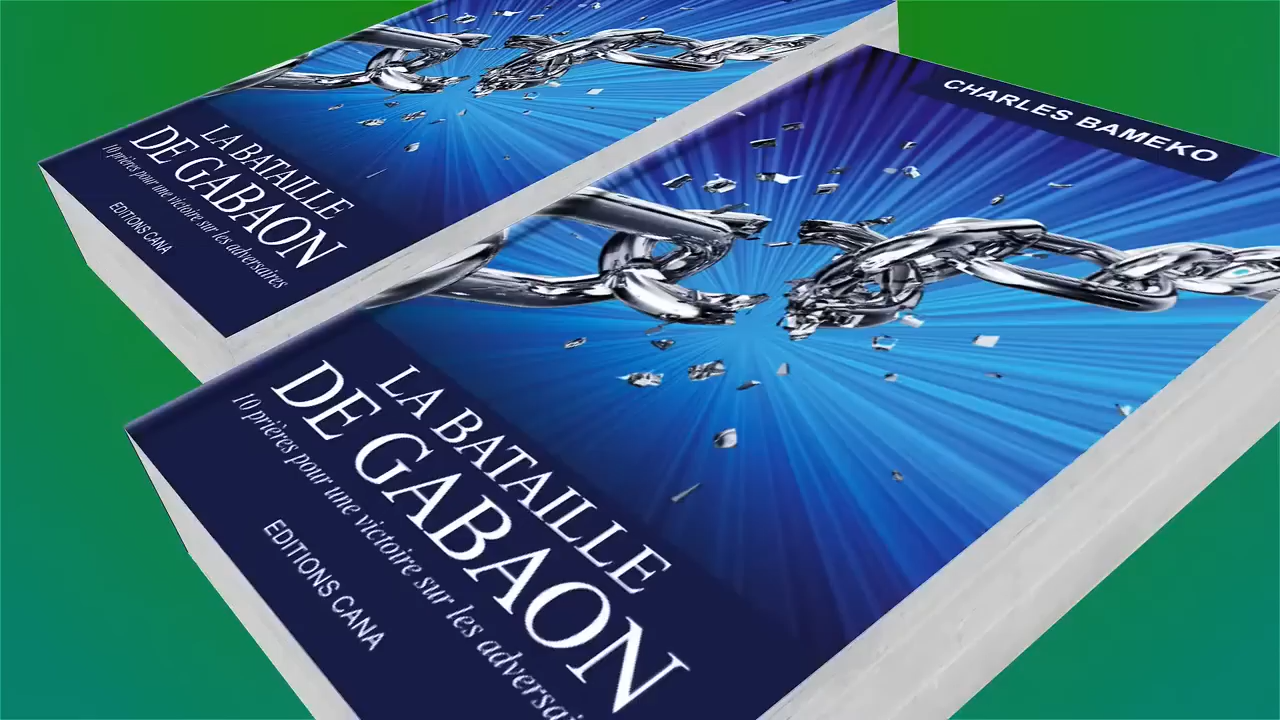 LA BATAILLE
DE GABAON
10 prières pour une victoire sur les adversaires
EDITIONS CANA
CHARLES BAMEKO
LA BATAILLE
DE GABAON
10 prières pour une victoire sur les
EDITIONS CANA